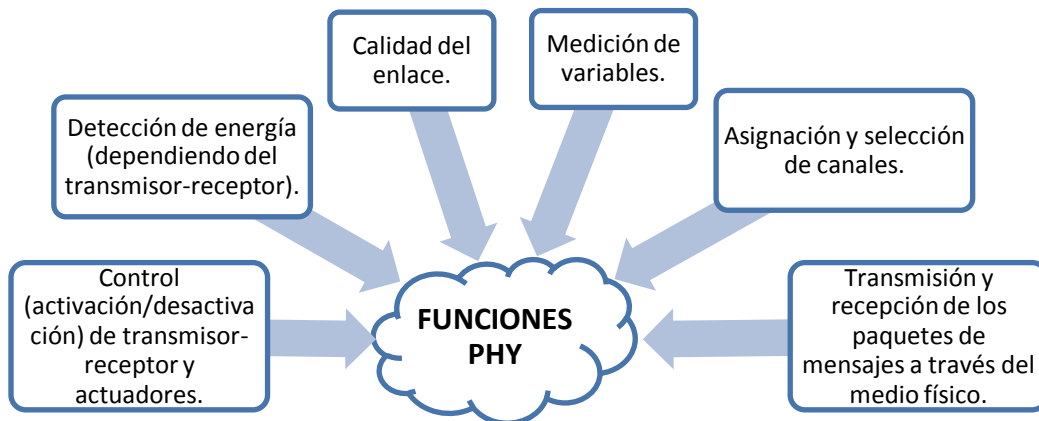 Calidad del
enlace.
Medición de
variables.
Detección de energía
(dependiendo del
transmisor-receptor).
Asignación y selección
de canales.
Control
(activación/desactiva
ción) de transmisor-
receptor y
actuadores.
FUNCIONES
PHY
Transmisión y
recepción de los
paquetes de
mensajes a través del
medio físico.